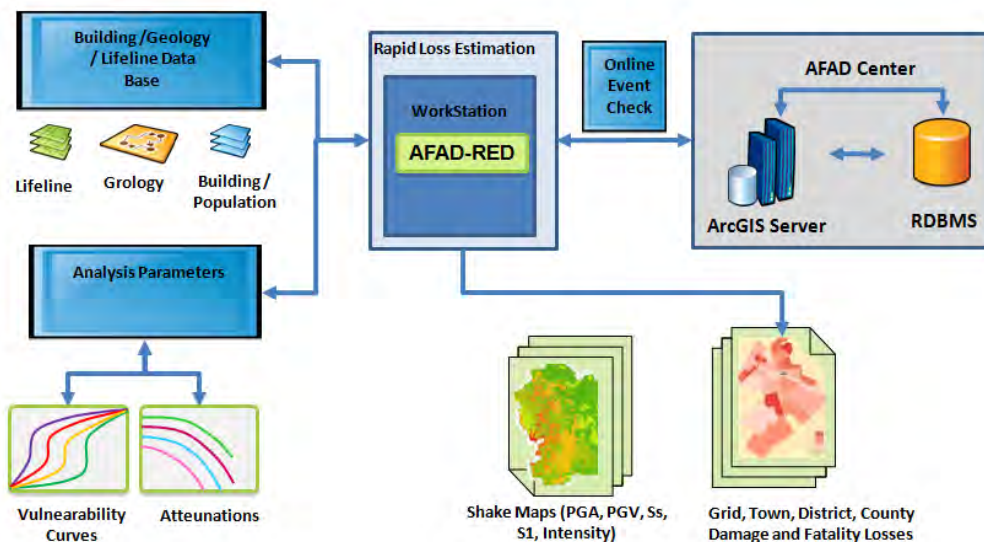 Building /Geology
/ Lifeline Data
Base
Lifeline
Grology
Building /
Population
Rapid Loss Estimation
WorkStation
AFAD-RED
Online
Event
Check
AFAD Center
ArcGIS Server
RDBMS
Analysis Parameters
Vulnearability
Curves
Atteunations
Shake Maps (PGA, PGV, Ss,
S1, Intensity)
Grid, Town, District, County
Damage and Fatality Losses